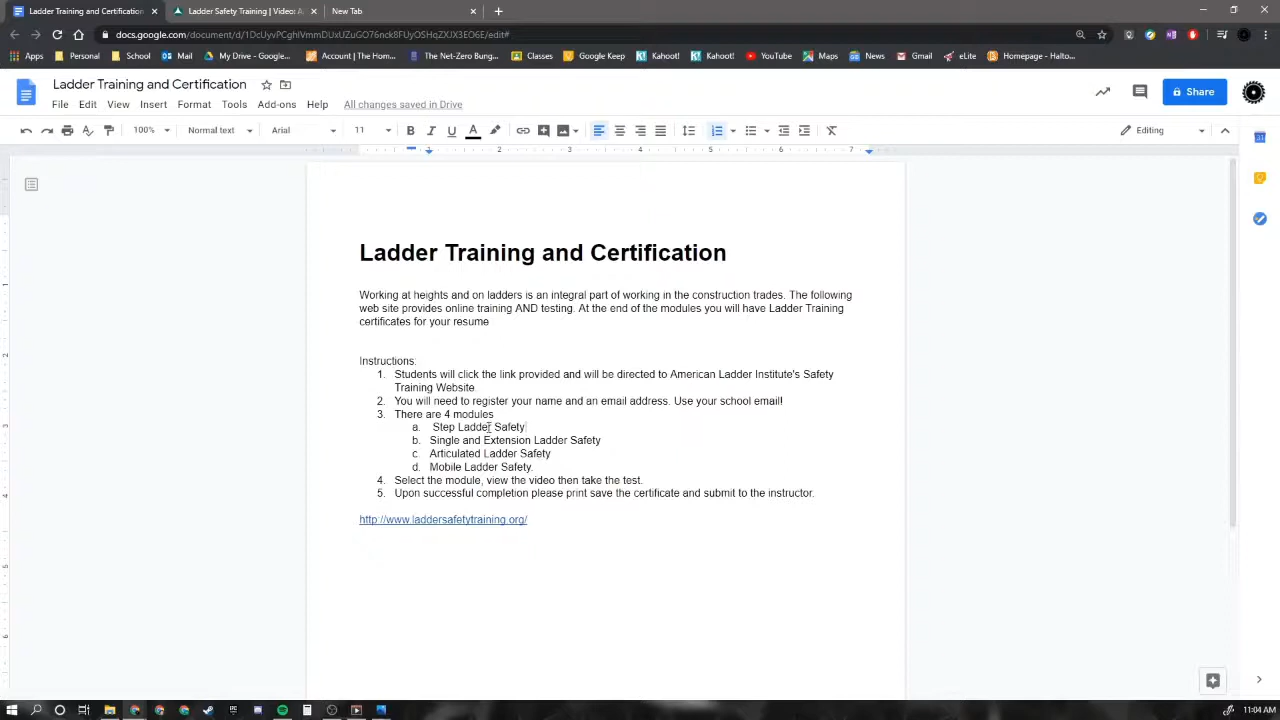 Ladder Training and Certification
Ladder Safety Training | Video: A
New Tab
docs.google.com/document/d/1DcUyvPCghlVmmDUxUZuGO76nck8FUyOSHqZXJX3EO6E/edit#
Apps
Personal
School
Mail
My Drive - Google...
Account | The Hom...
The Net-Zero Bung...
Classes
Google Keep
Kahoot!
Kahoot!
YouTube
Maps
News
Gmail
eLite
Homepage - Halto...
Ladder Training and Certification
File Edit View Insert Format Tools Add-ons Help All changes saved in Drive
Share
100% Normal text Arial 11 B I U A Editing
1 2 3 4 5 6 7
Ladder Training and Certification
Working at heights and on ladders is an integral part of working in the construction trades. The following
web site provides online training AND testing. At the end of the modules you will have Ladder Training
certificates for your resume
Instructions:
1. Students will click the link provided and will be directed to American Ladder Institute's Safety
Training Website.
2. You will need to register your name and an email address. Use your school email!
3. There are 4 modules
a. Step Ladder Safety
b. Single and Extension Ladder Safety
c. Articulated Ladder Safety
d. Mobile Ladder Safety.
4. Select the module, view the video then take the test.
5. Upon successful completion please print save the certificate and submit to the instructor.
http://www.laddersafetytraining.org/
11:04 AM